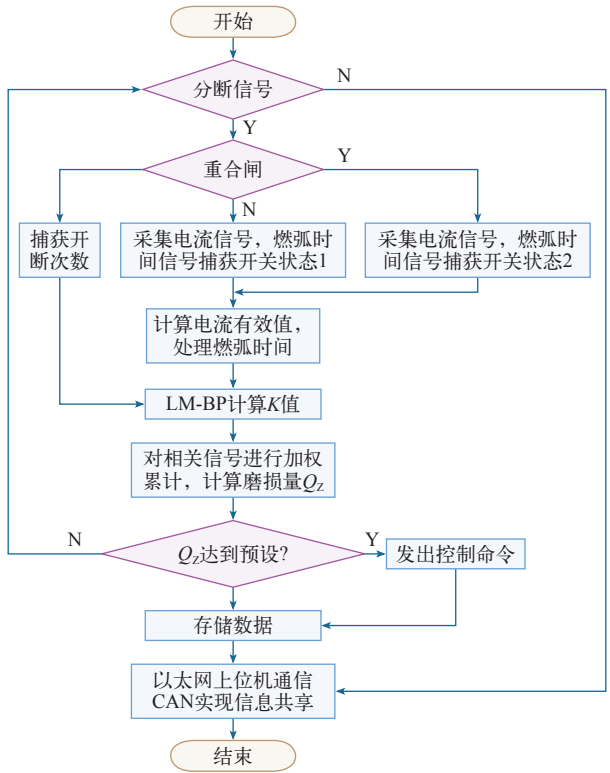 开始
分断信号
N
Y
重合闸
Y
N
捕获开
断次数
采集电流信号，燃弧时
间信号捕获开关状态1
采集电流信号，燃弧时
间信号捕获开关状态2
计算电流有效值，
处理燃弧时间
LM-BP计算K值
对相关信号进行加权
累计，计算磨损量Qz
N
Qz达到预设?
Y
发出控制命令
存储数据
以太网上位机通信
CAN实现信息共享
结束